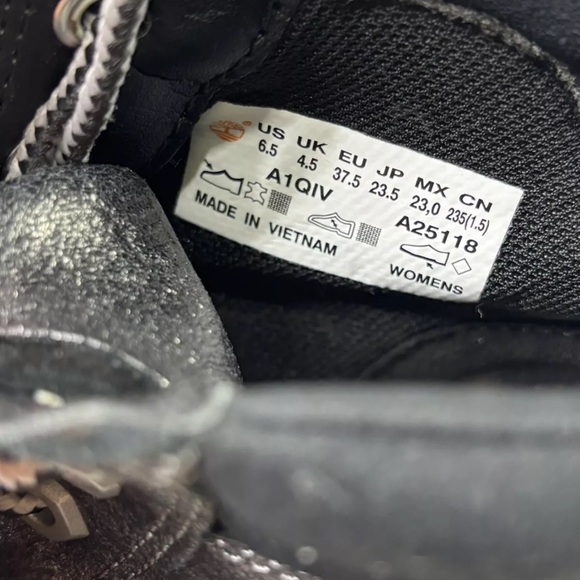 US UK EU JP MX CN
6.5 4.5 37.5 23.5 23,0 235(1.5)
A1QIV A25118
MADE IN VIETNAM WOMENS